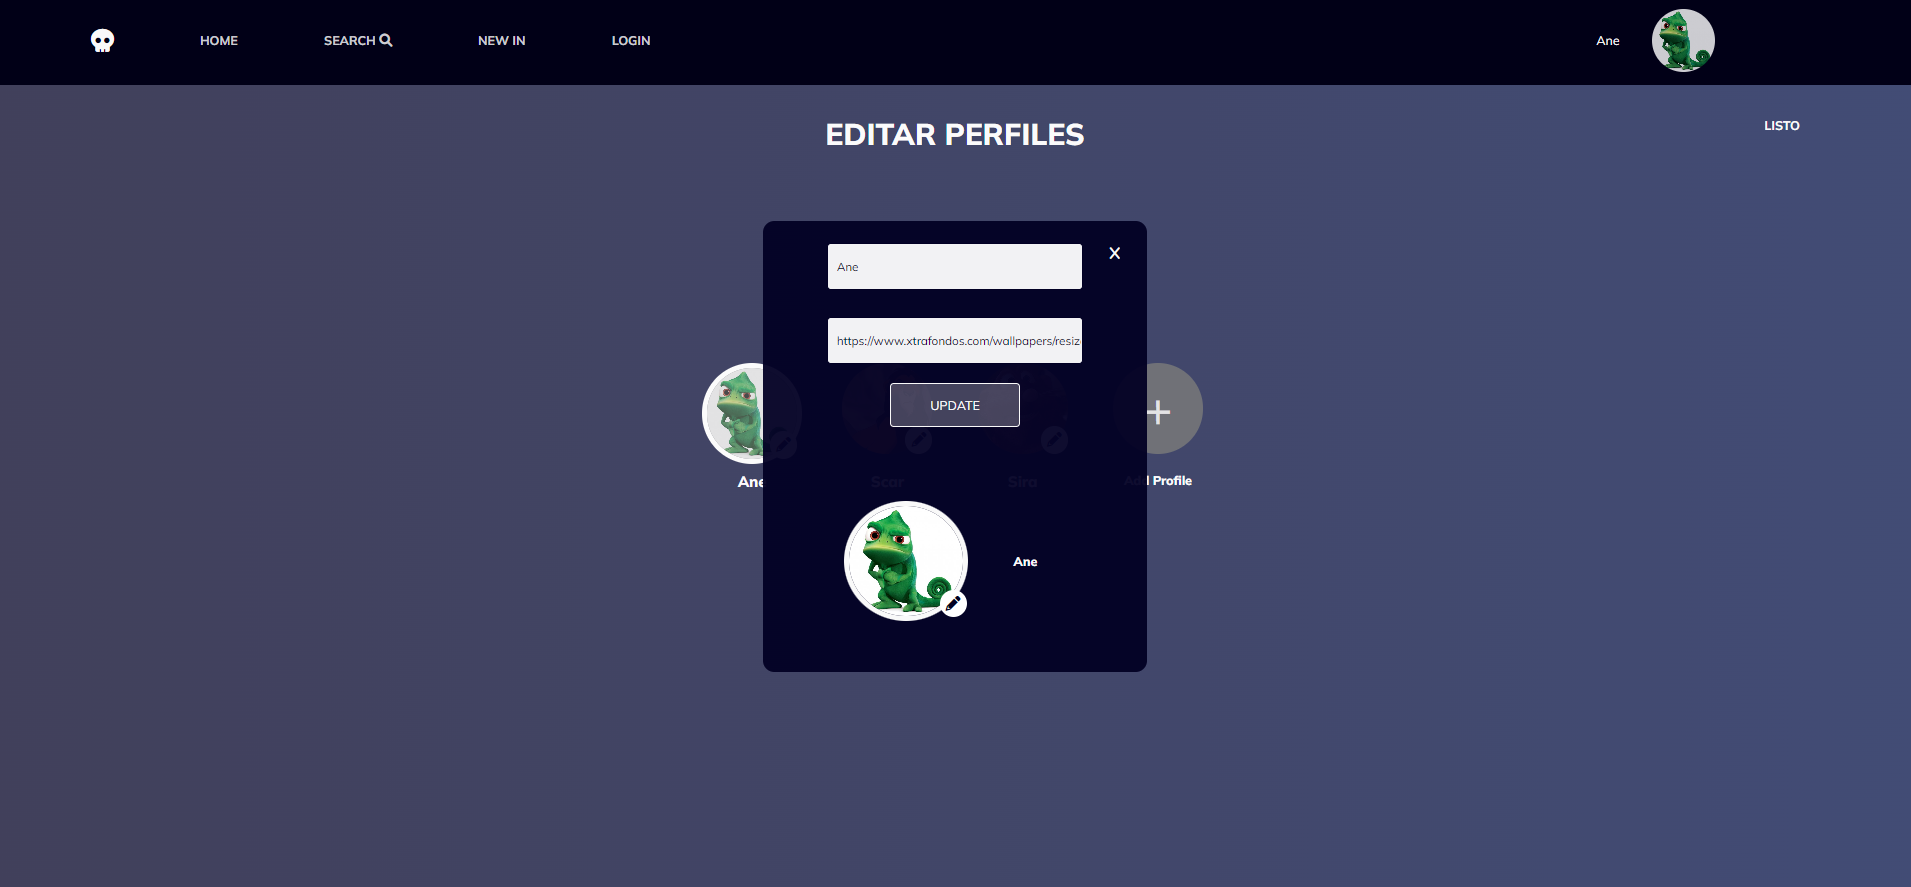 HOME
SEARCH
NEW IN
LOGIN
Ane
EDITAR PERFILES
LISTO
Ane
X
https://www.xtrafondos.com/wallpapers/resiz
UPDATE
Ane
Scar
Sira
Add Profile
Ane